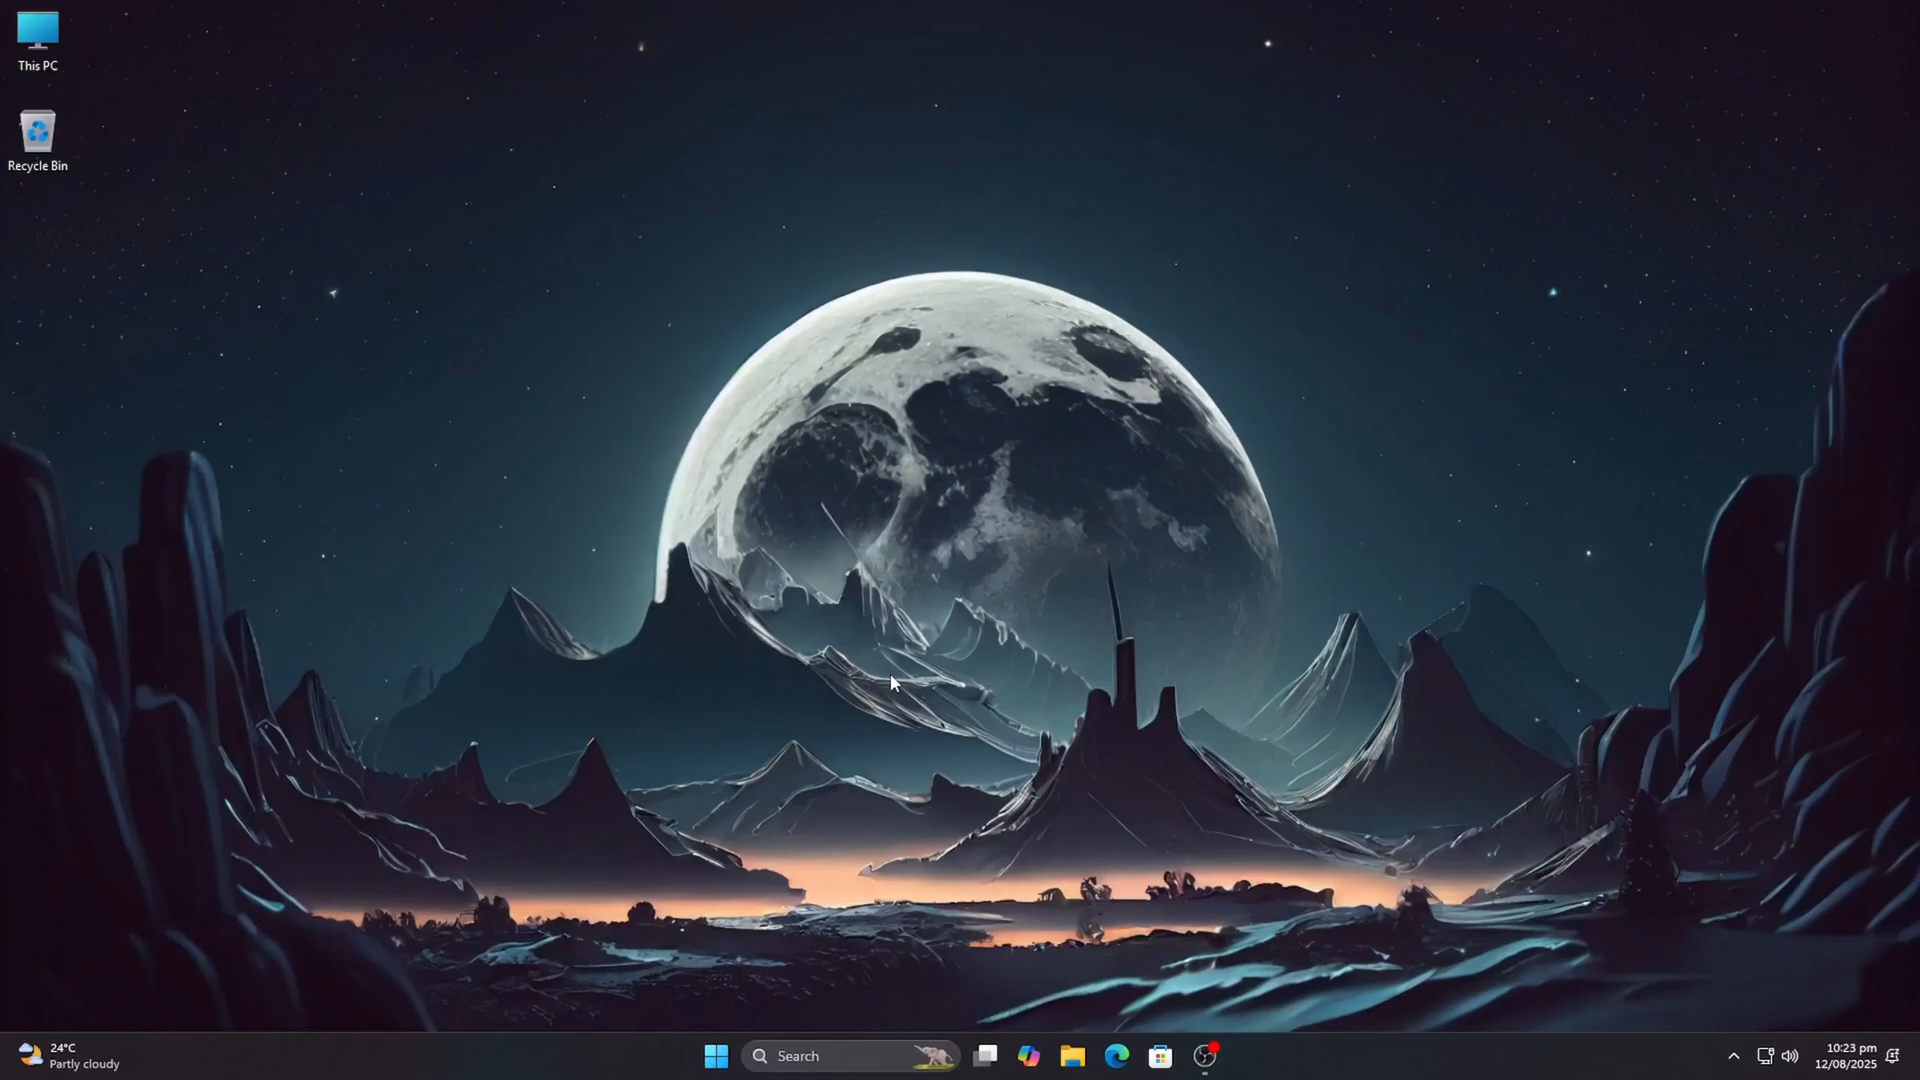 This PC
Recycle Bin
24°C
Partly cloudy
Search
10:23 pm
12/08/2025